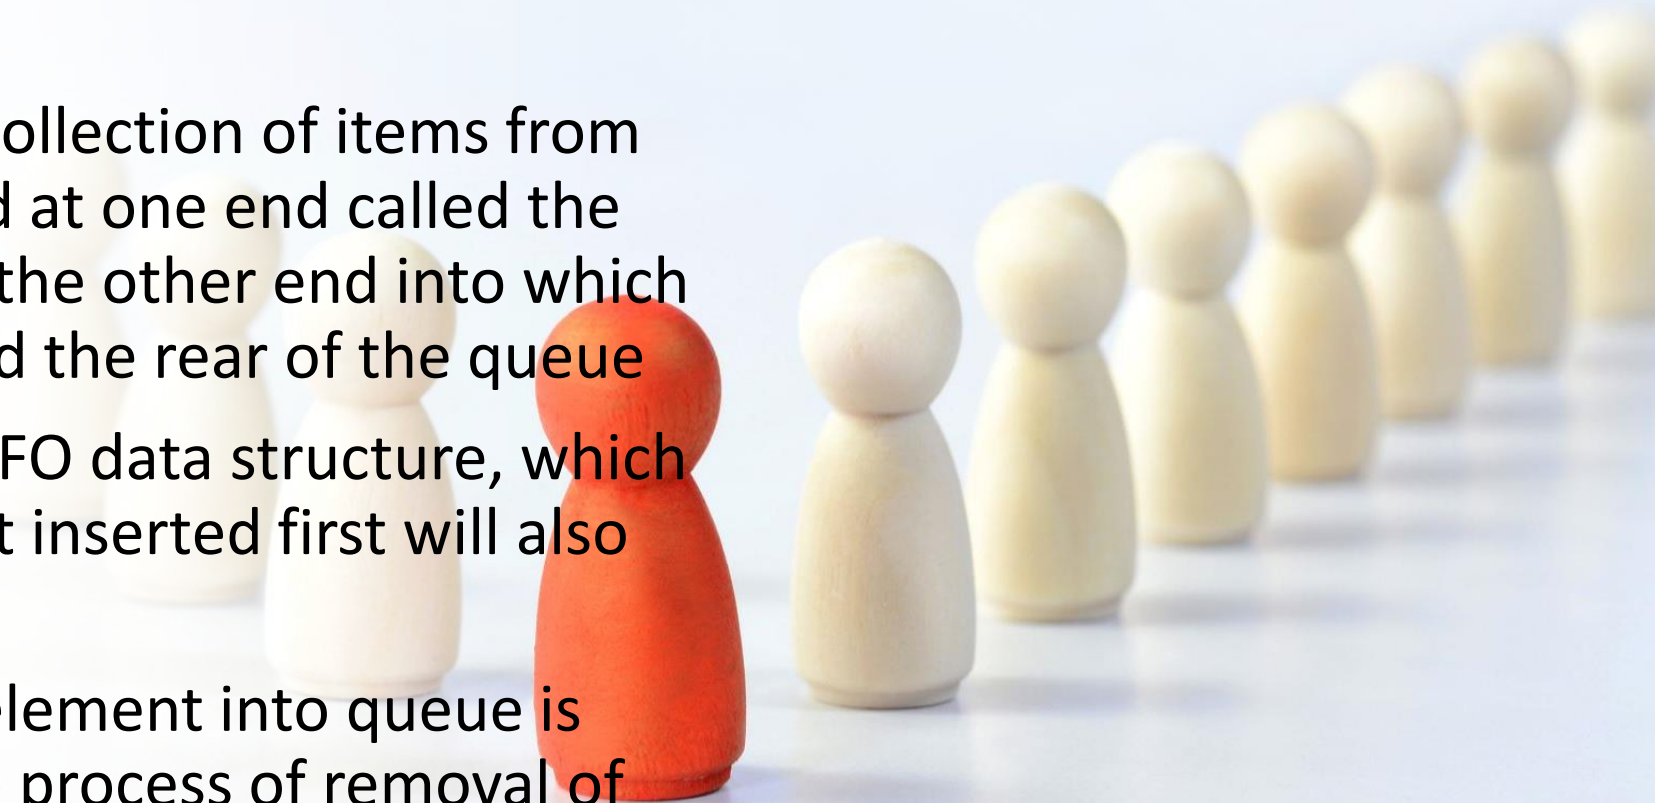 ollection of items from
d at one end called the
the other end into which
d the rear of the queue
FO data structure, which
t inserted first will also
element into queue is
process of removal of